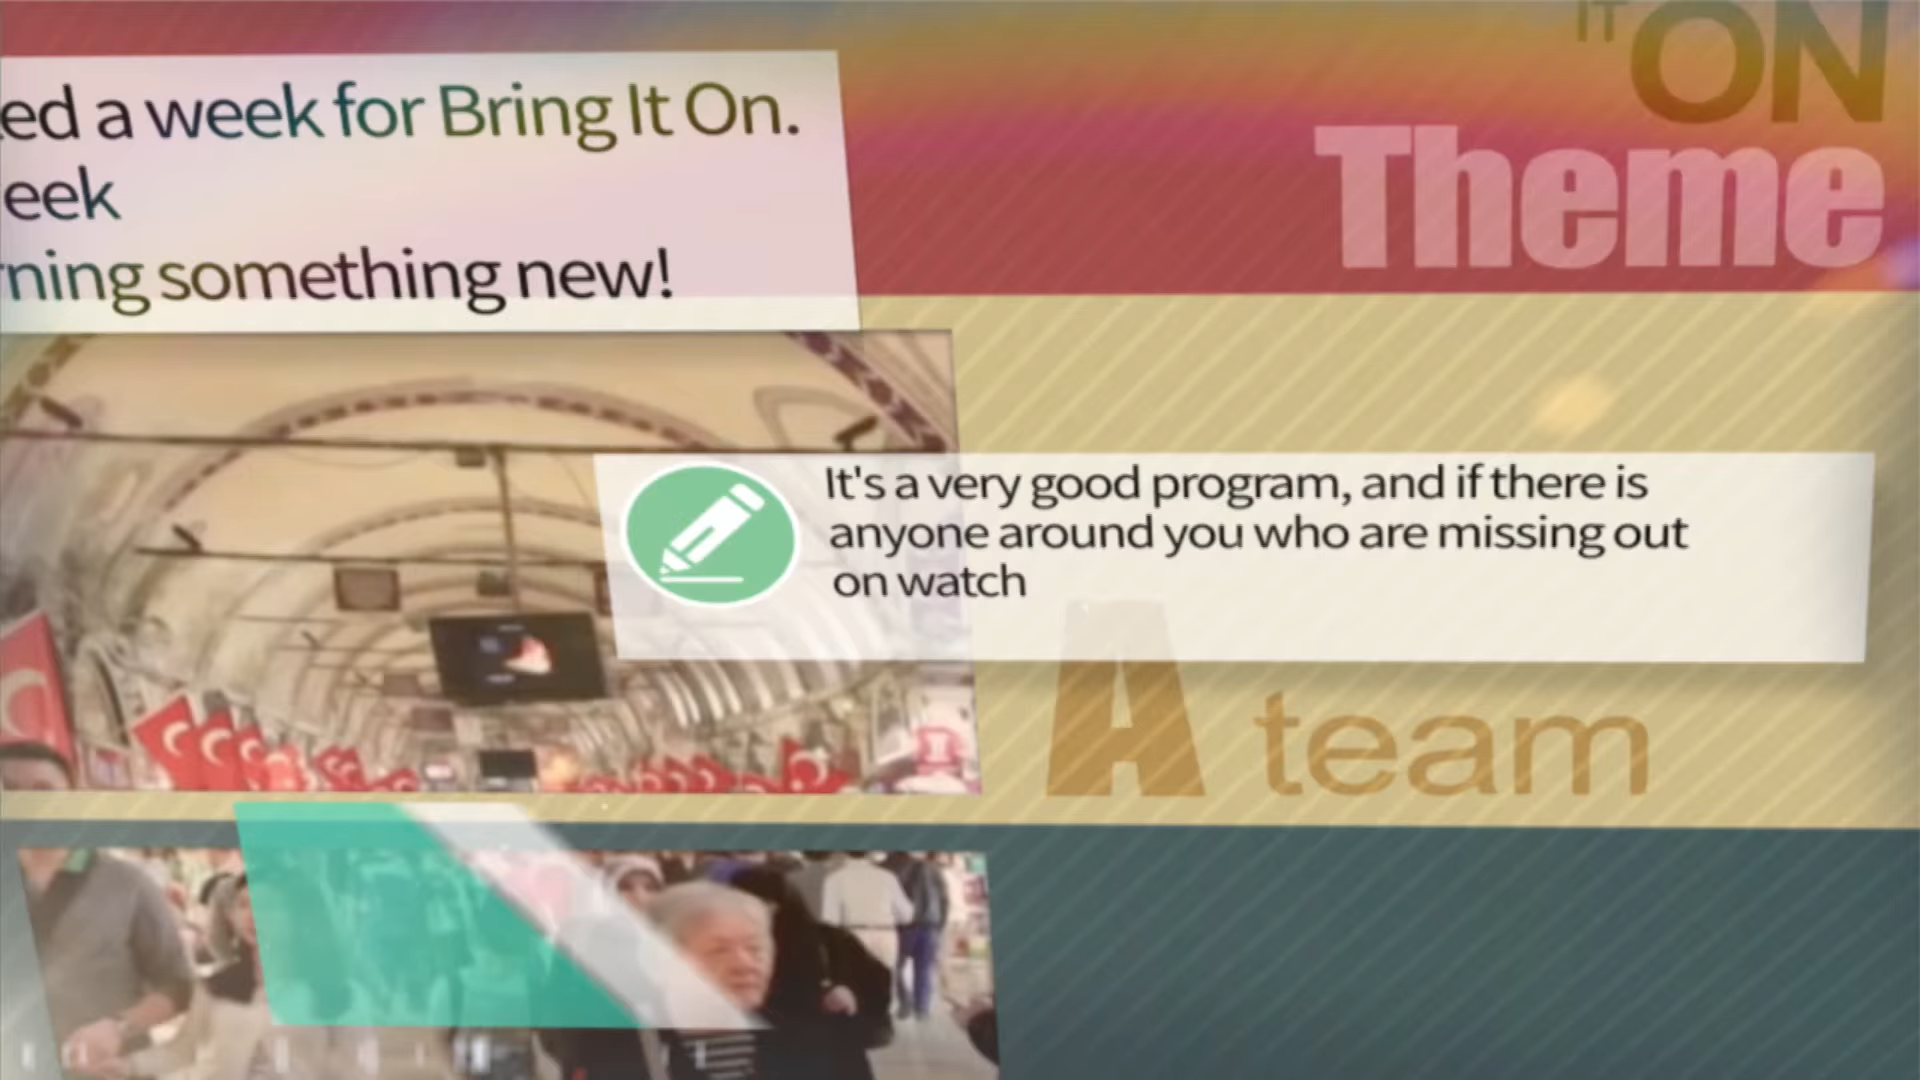 IT ON
Theme
ed a week for Bring It On.
eek
ning something new!
It's a very good program, and if there is
anyone around you who are missing out
on watch
A team